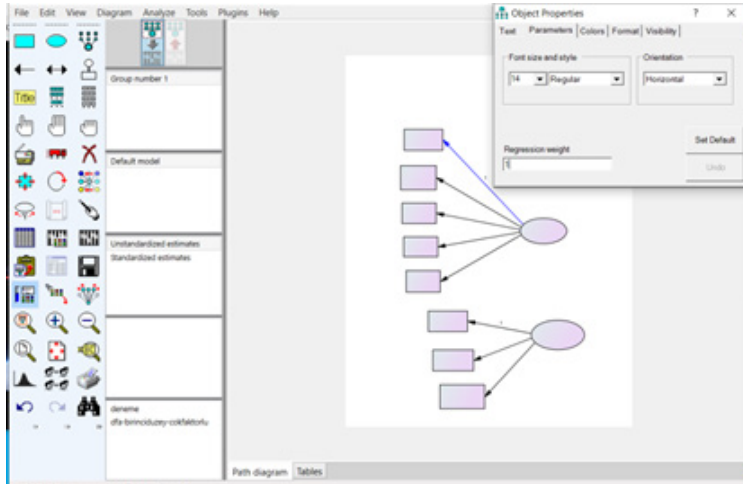 File Edit View Diagram Analyze Tools Plugins Help
Object Properties ? X
Text Parameters Colors Format Visibility
Font size and style
14 Regular
Orientation
Horizontal
Set Default
Regression weight
1
Undo
Title
Group number 1
Default model
Unstandardized estimates
Standardized estimates
deneme
dfa-birinciduzey-cokfaktorlu
1
1
Path diagram Tables